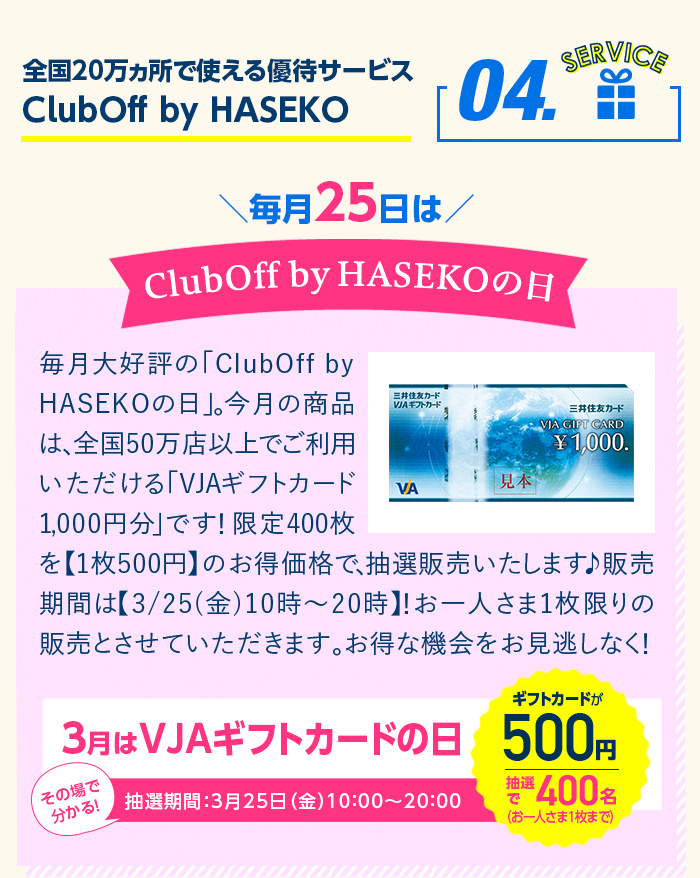 全国20万ヵ所で使える優待サービス
ClubOff by HASEKO
04.
SERVICE
＼毎月25日は／
ClubOff by HASEKOの日
毎月大好評の「ClubOff by
HASEKOの日」。今月の商品
は、全国50万店以上でご利用
いただける「VJAギフトカード
1,000円分」です！限定400枚
を【1枚500円】のお得価格で、抽選販売いたします♪販売
期間は【3/25(金)10時～20時】！お一人さま1枚限りの
販売とさせていただきます。お得な機会をお見逃しなく！
三井住友カード
VJAギフトカード
三井住友カード
VJA GIFT CARD
¥1,000.
見本
VJA
3月はVJAギフトカードの日
その場で
分かる！
抽選期間：3月25日(金)10:00～20:00
ギフトカードが
500円
抽選で400名
(お一人さま1枚まで)